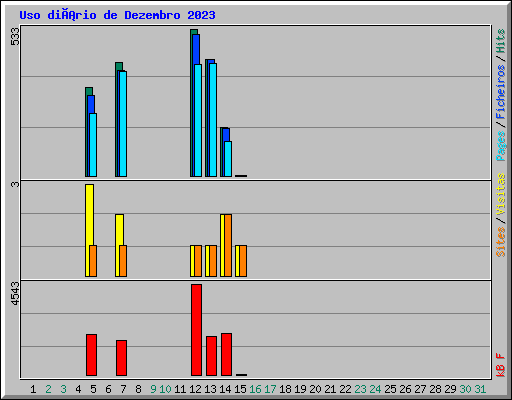 Uso diÃ¡rio de Dezembro 2023
533
3
4543
Pages / Ficheiros / Hits
Sites / Visitas
kB F
1 2 3 4 5 6 7 8 9 10 11 12 13 14 15 16 17 18 19 20 21 22 23 24 25 26 27 28 29 30 31